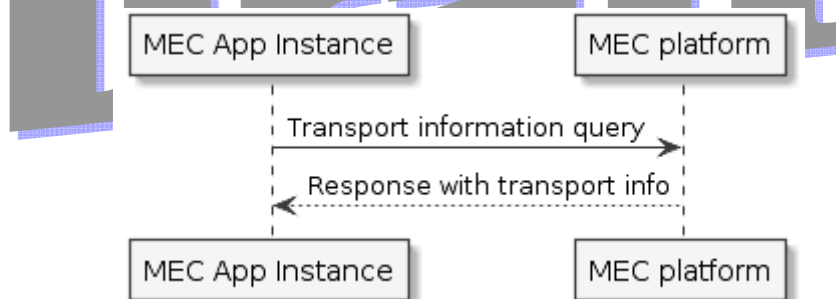 MEC App Instance MEC platform
Transport information query
Response with transport info
MEC App Instance MEC platform